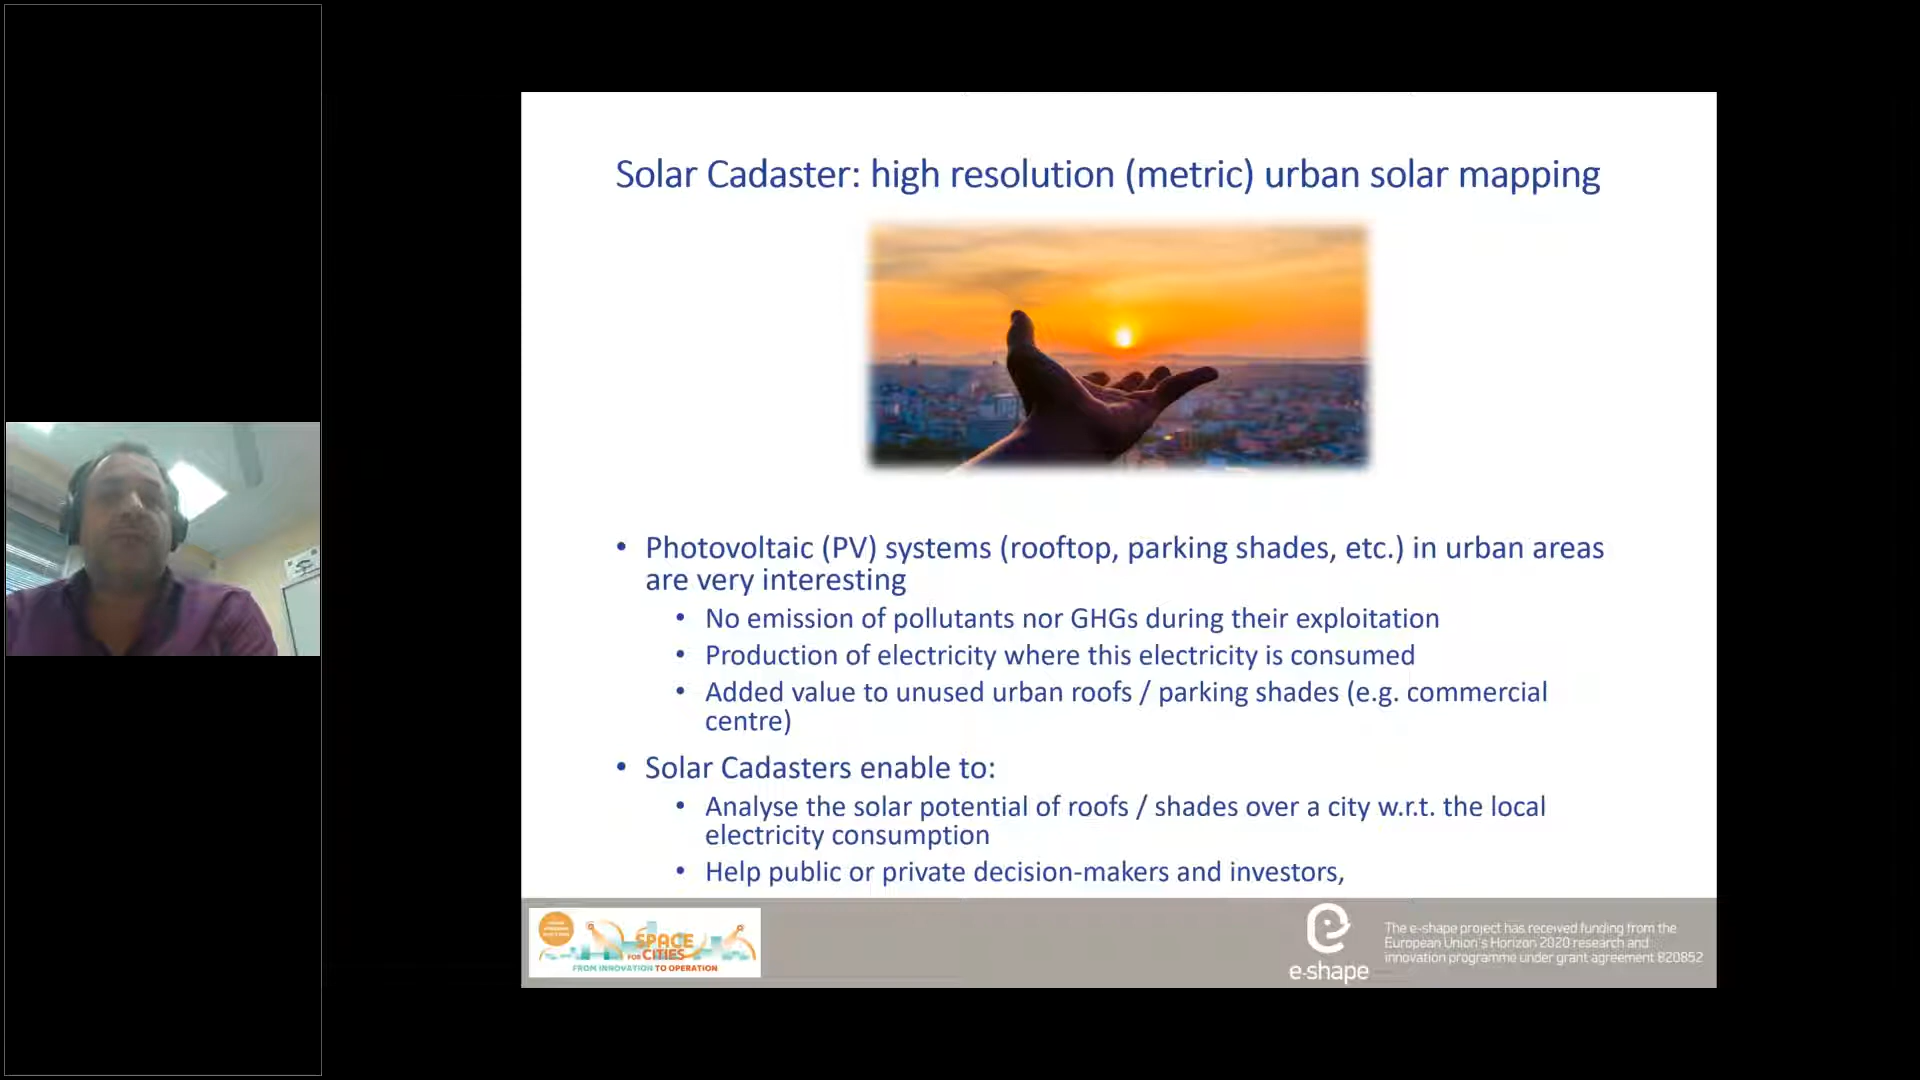 Solar Cadaster: high resolution (metric) urban solar mapping
• Photovoltaic (PV) systems (rooftop, parking shades, etc.) in urban areas
are very interesting
• No emission of pollutants nor GHGs during their exploitation
• Production of electricity where this electricity is consumed
• Added value to unused urban roofs / parking shades (e.g. commercial
centre)
• Solar Cadasters enable to:
• Analyse the solar potential of roofs / shades over a city w.r.t. the local
electricity consumption
• Help public or private decision-makers and investors,
SPACE
FOR CITIES
FROM INNOVATION TO OPERATION
e-shape
The e-shape project has received funding from the
European Union's Horizon 2020 research and
innovation programme under grant agreement 820852